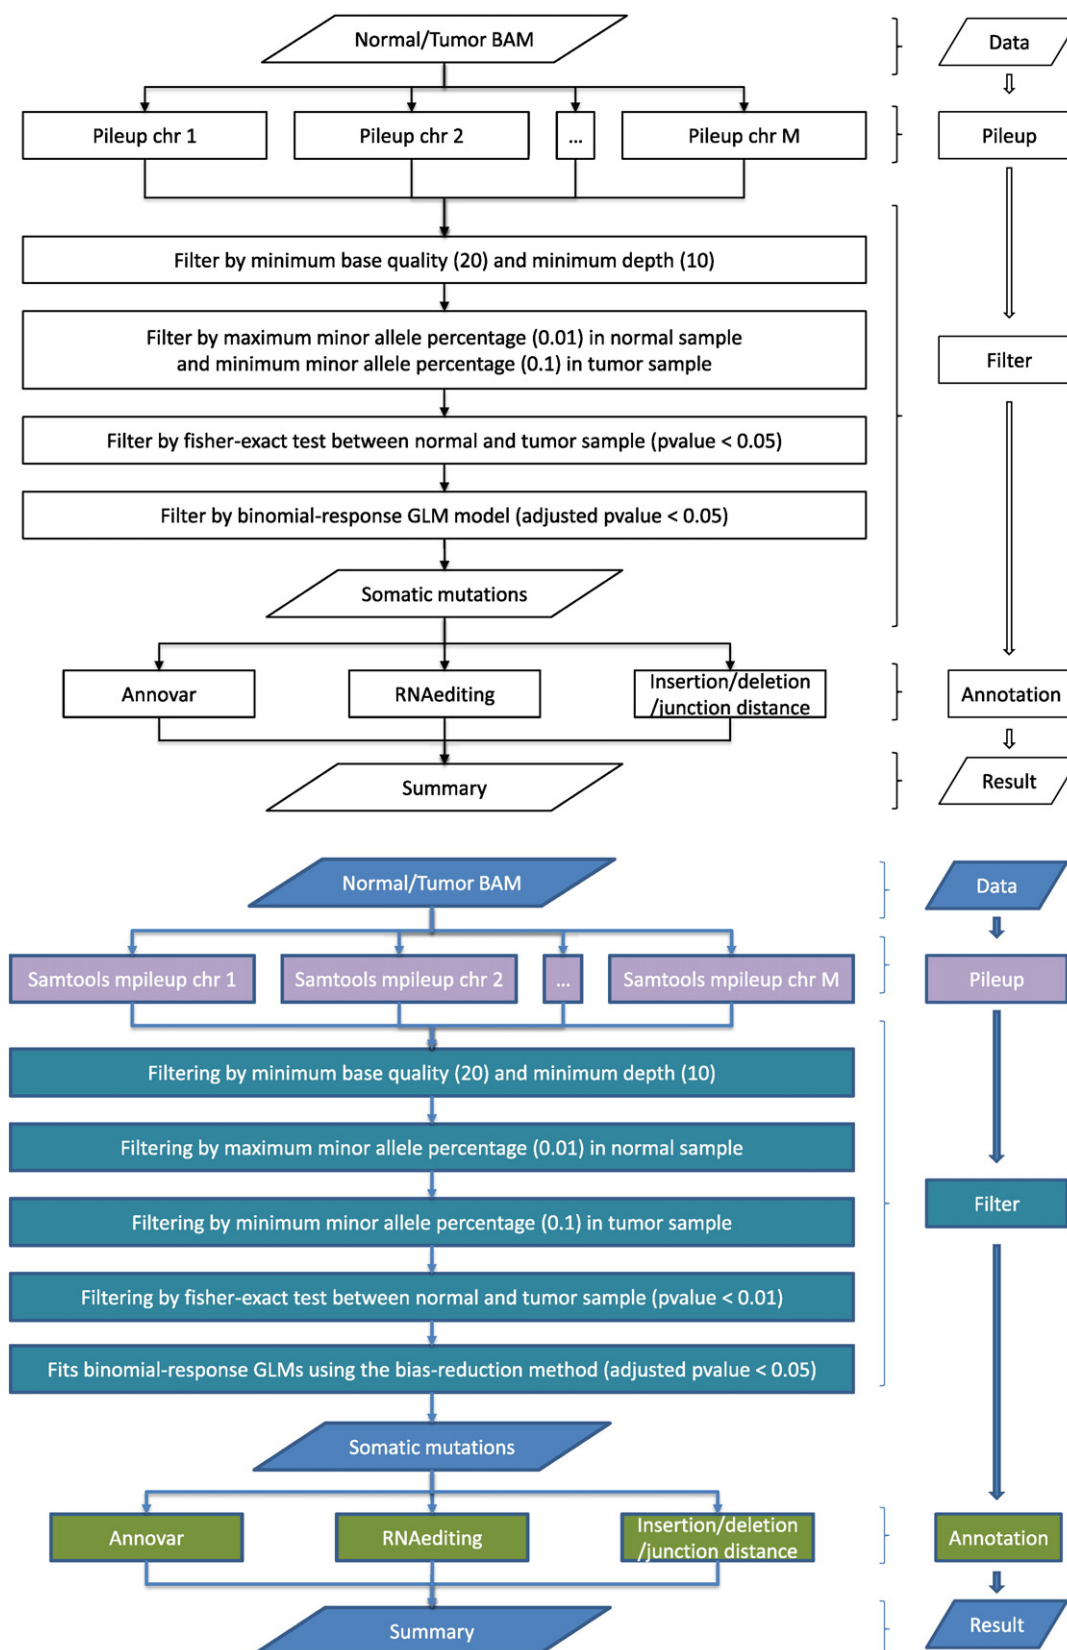 Normal/Tumor BAM
Data
Pileup chr 1
Pileup chr 2
...
Pileup chr M
Pileup
Filter by minimum base quality (20) and minimum depth (10)
Filter by maximum minor allele percentage (0.01) in normal sample
and minimum minor allele percentage (0.1) in tumor sample
Filter
Filter by fisher-exact test between normal and tumor sample (pvalue < 0.05)
Filter by binomial-response GLM model (adjusted pvalue < 0.05)
Somatic mutations
Annovar
RNAediting
Insertion/deletion
/junction distance
Annotation
Summary
Result
Normal/Tumor BAM
Data
Samtools mpileup chr 1
Samtools mpileup chr 2
...
Samtools mpileup chr M
Pileup
Filtering by minimum base quality (20) and minimum depth (10)
Filtering by maximum minor allele percentage (0.01) in normal sample
Filtering by minimum minor allele percentage (0.1) in tumor sample
Filter
Filtering by fisher-exact test between normal and tumor sample (pvalue < 0.01)
Fits binomial-response GLMs using the bias-reduction method (adjusted pvalue < 0.05)
Somatic mutations
Annovar
RNAediting
Insertion/deletion
/junction distance
Annotation
Summary
Result